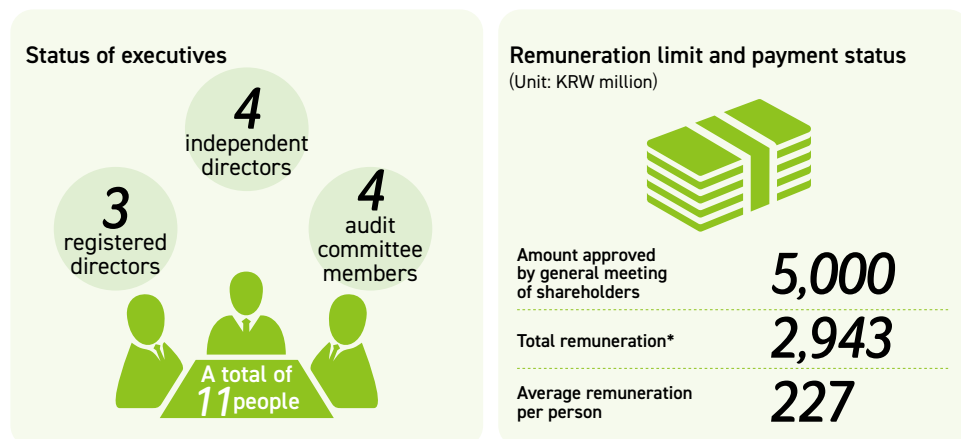 Status of executives
4
independent
directors
3
registered
directors
4
audit
committee
members
A total of
11 people
Remuneration limit and payment status
(Unit: KRW million)
Amount approved
by general meeting
of shareholders
5,000
Total remuneration*
2,943
Average remuneration
per person
227